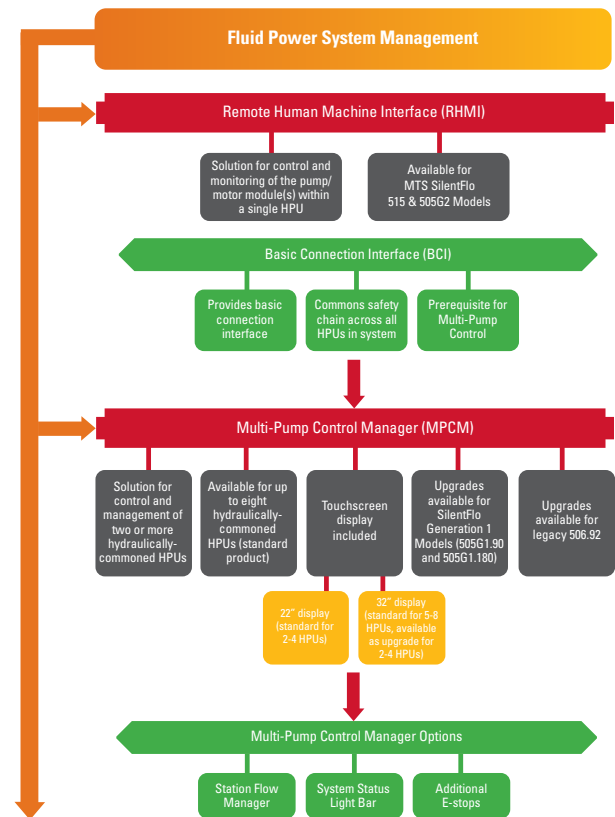 Fluid Power System Management
Remote Human Machine Interface (RHMI)
Solution for control and
monitoring of the pump/
motor module(s) within
a single HPU
Available for
MTS SilentFlo
515 & 505G2 Models
Basic Connection Interface (BCI)
Provides basic
connection
interface
Commons safety
chain across all
HPUs in system
Prerequisite for
Multi-Pump
Control
Multi-Pump Control Manager (MPCM)
Solution for
control and
management of
two or more
hydraulically-
commoned HPUs
Available for up
to eight
hydraulically-
commoned
HPUs (standard
product)
Touchscreen
display
included
Upgrades
available for
SilentFlo
Generation 1
Models (505G1.90
and 505G1.180)
Upgrades
available for
legacy 506.92
22" display
(standard for
2-4 HPUs)
32" display
(standard for 5-8
HPUs, available
as upgrade for
2-4 HPUs)
Multi-Pump Control Manager Options
Station Flow
Manager
System Status
Light Bar
Additional
E-stops